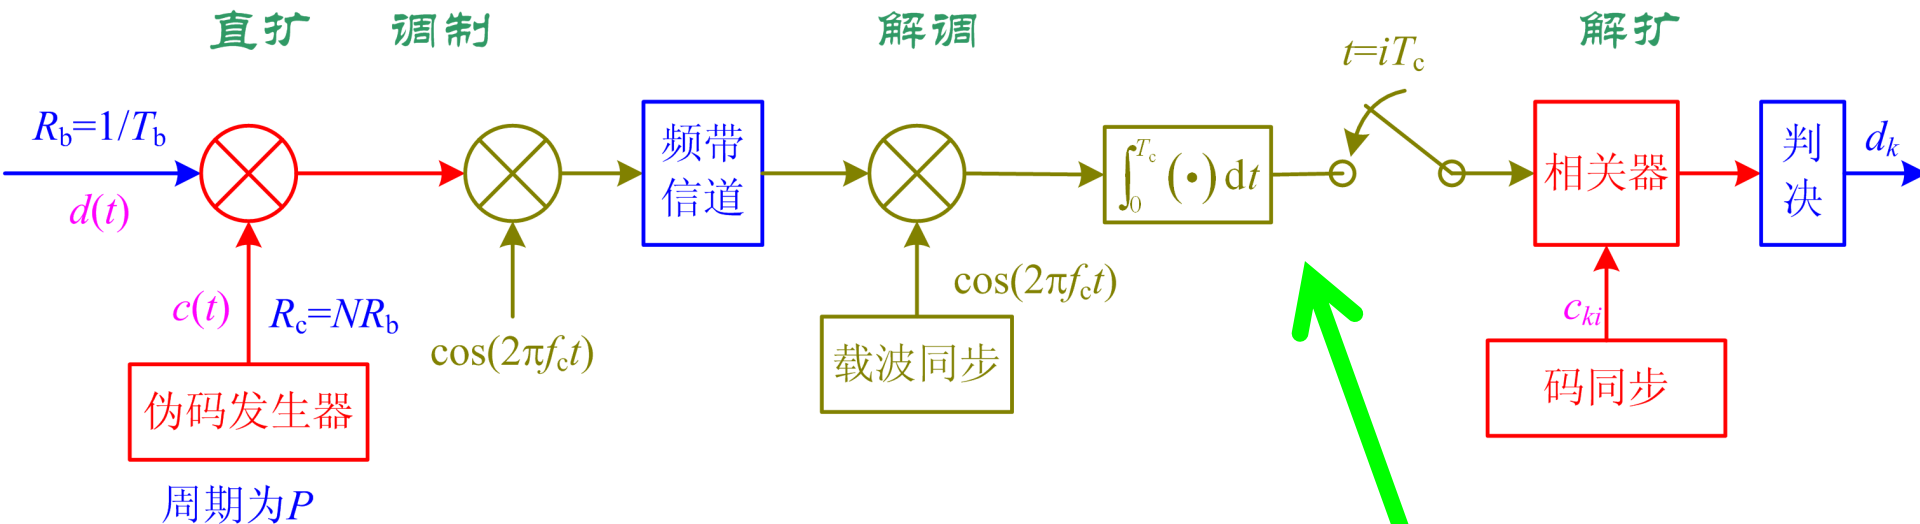 直扩 调制 解调 解扩
t=iTc
Rb=1/Tb
d(t)
c(t)
Rc=NRb
伪码发生器
周期为P
cos(2πfct)
频带
信道
cos(2πfct)
载波同步
∫0Tc (·) dt
相关器
cki
码同步
判
决
dk